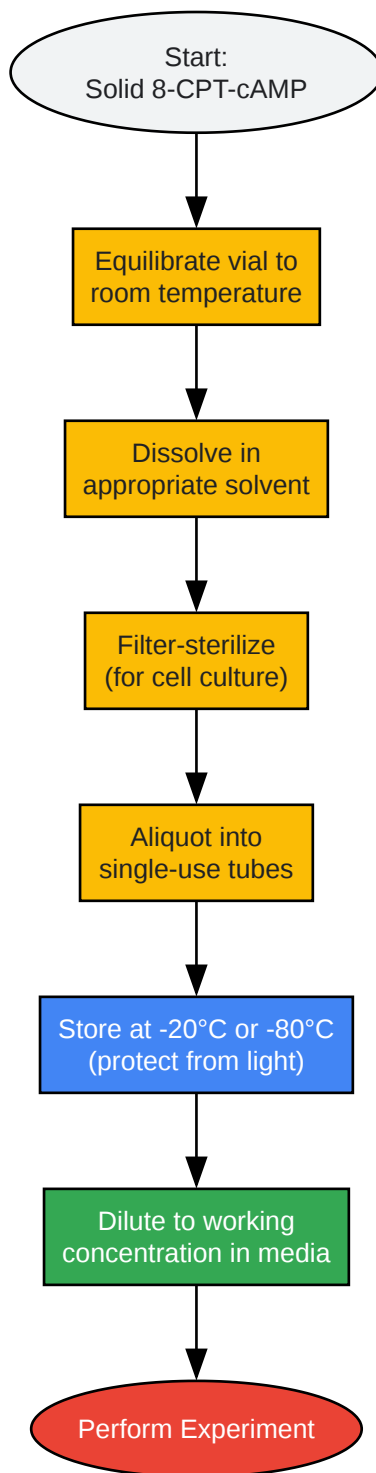 Start:
Solid 8-CPT-cAMP
Equilibrate vial to
room temperature
Dissolve in
appropriate solvent
Filter-sterilize
(for cell culture)
Aliquot into
single-use tubes
Store at -20°C or -80°C
(protect from light)
Dilute to working
concentration in media
Perform Experiment